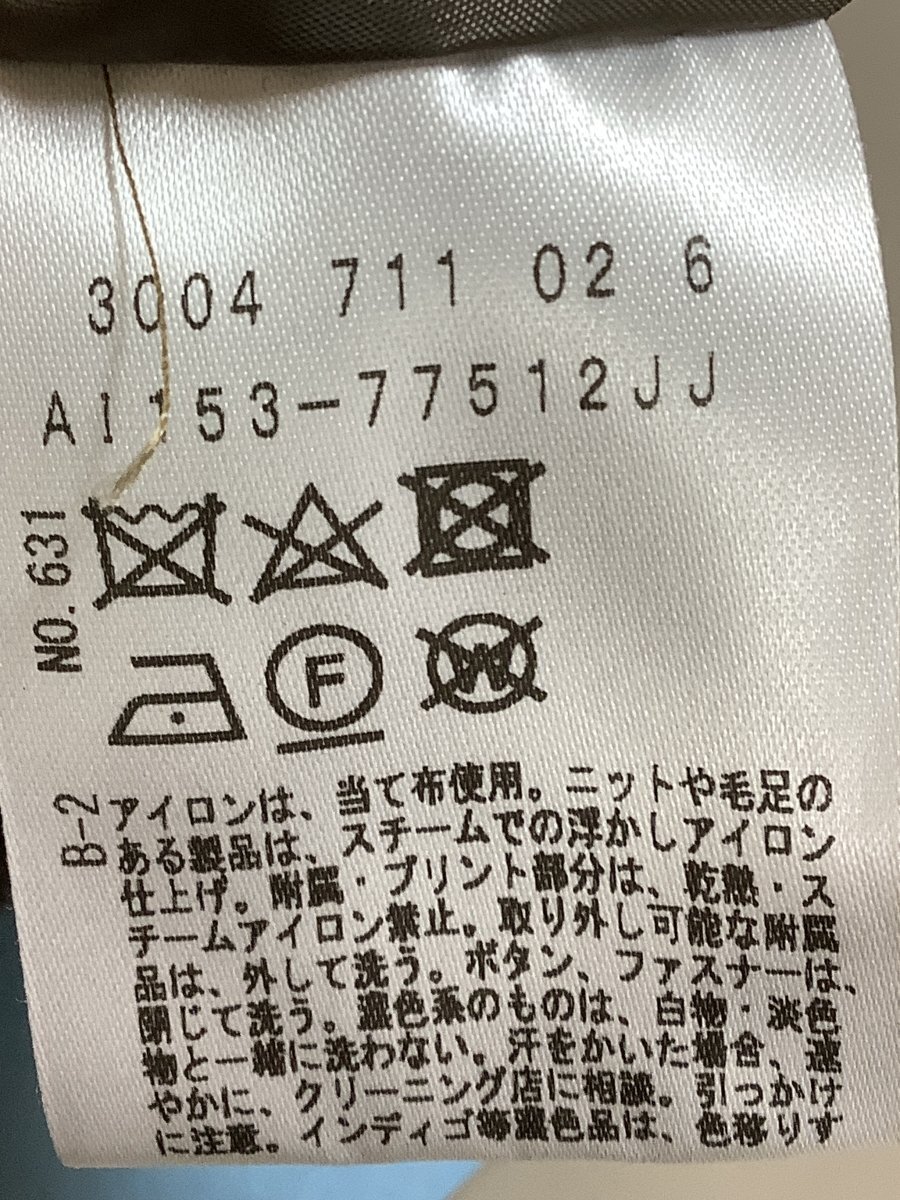 3004 711 02 6
AI153-77512JJ
NO. 631
F
W
B-2
アイロンは、当て布使用。ニットや毛足の
ある製品は、スチームでの浮かしアイロン
仕上げ。附属・プリント部分は、乾熱・ス
チームアイロン禁止。取り外し可能な附属
品は、外して洗う。ボタン、ファスナーは、
閉じて洗う。濃色系のものは、白物・淡色
物と一緒に洗わない。汗をかいた場合、速
やかに、クリーニング店に相談。引っかけ
に注意。インディゴ等濃色品は、色移りす